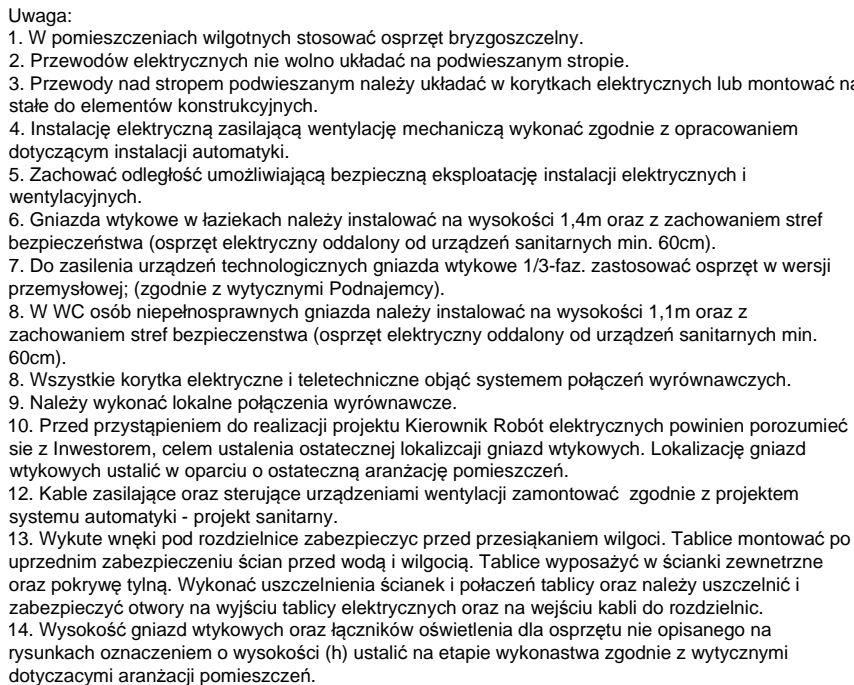 Uwaga:
1. W pomieszczeniach wilgotnych stosować osprzęt bryzgoszczelny.
2. Przewodów elektrycznych nie wolno układać na podwieszanym stropie.
3. Przewody nad stropem podwieszanym należy układać w korytkach elektrycznych lub montować na
stałe do elementów konstrukcyjnych.
4. Instalację elektryczną zasilającą wentylację mechaniczą wykonać zgodnie z opracowaniem
dotyczącym instalacji automatyki.
5. Zachować odległość umożliwiającą bezpieczną eksploatację instalacji elektrycznych i
wentylacyjnych.
6. Gniazda wtykowe w łaziekach należy instalować na wysokości 1,4m oraz z zachowaniem stref
bezpieczeństwa (osprzęt elektryczny oddalony od urządzeń sanitarnych min. 60cm).
7. Do zasilenia urządzeń technologicznych gniazda wtykowe 1/3-faz. zastosować osprzęt w wersji
przemysłowej; (zgodnie z wytycznymi Podnajemcy).
8. W WC osób niepełnosprawnych gniazda należy instalować na wysokości 1,1m oraz z
zachowaniem stref bezpieczenstwa (osprzęt elektryczny oddalony od urządzeń sanitarnych min.
60cm).
8. Wszystkie korytka elektryczne i teletechniczne objąć systemem połączeń wyrównawczych.
9. Należy wykonać lokalne połączenia wyrównawcze.
10. Przed przystąpieniem do realizacji projektu Kierownik Robót elektrycznych powinien porozumieć
sie z Inwestorem, celem ustalenia ostatecznej lokalizcaji gniazd wtykowych. Lokalizację gniazd
wtykowych ustalić w oparciu o ostateczną aranżację pomieszczeń.
12. Kable zasilające oraz sterujące urządzeniami wentylacji zamontować  zgodnie z projektem
systemu automatyki - projekt sanitarny.
13. Wykute wnęki pod rozdzielnice zabezpieczyc przed przesiąkaniem wilgoci. Tablice montować po
uprzednim zabezpieczeniu ścian przed wodą i wilgocią. Tablice wyposażyć w ścianki zewnetrzne
oraz pokrywę tylną. Wykonać uszczelnienia ścianek i połaczeń tablicy oraz należy uszczelnić i
zabezpieczyć otwory na wyjściu tablicy elektrycznych oraz na wejściu kabli do rozdzielnic.
14. Wysokość gniazd wtykowych oraz łączników oświetlenia dla osprzętu nie opisanego na
rysunkach oznaczeniem o wysokości (h) ustalić na etapie wykonastwa zgodnie z wytycznymi
dotyczacymi aranżacji pomieszczeń.